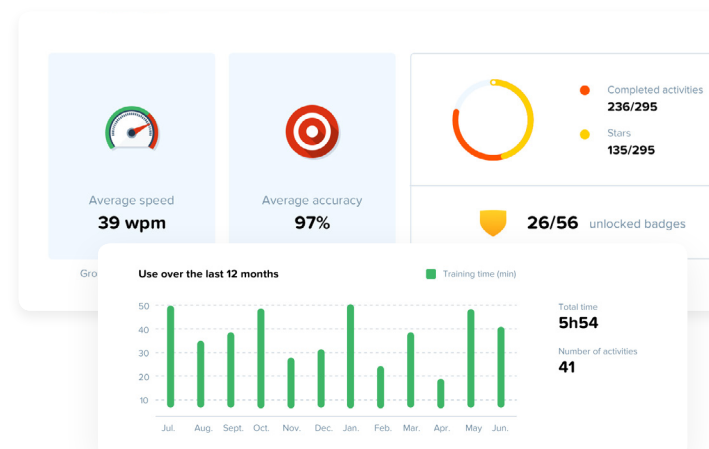 Completed activities
236/295
Stars
135/295
Average speed
39 wpm
Average accuracy
97%
26/56 unlocked badges
Use over the last 12 months
Training time (min)
50
40
30
20
10
Jul. Aug. Sept. Oct. Nov. Dec. Jan. Feb. Mar. Apr. May Jun.
Total time
5h54
Number of activities
41